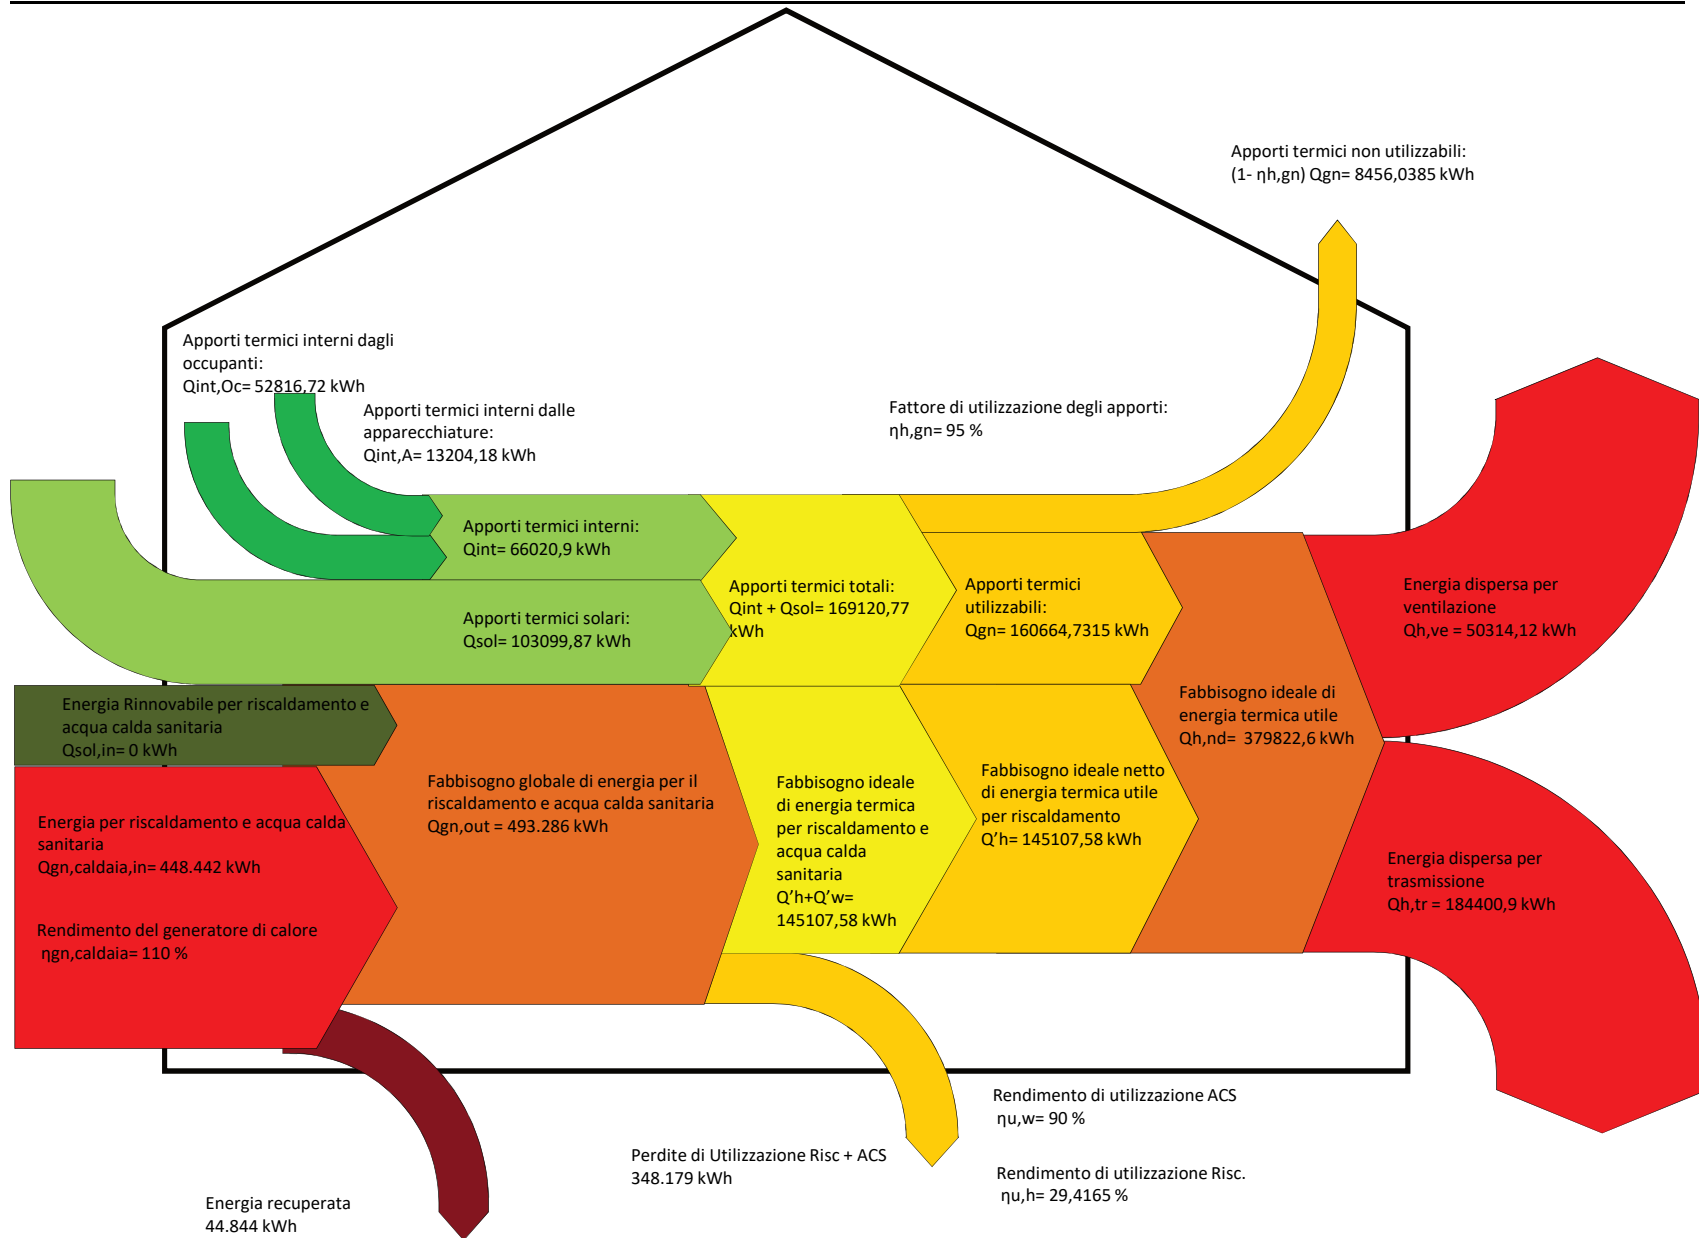 Apporti termici non utilizzabili:
(1- ηh,gn) Qgn= 8456,0385 kWh
Apporti termici interni dagli
occupanti:
Qint,Oc= 52816,72 kWh
Apporti termici interni dalle
apparecchiature:
Qint,A= 13204,18 kWh
Fattore di utilizzazione degli apporti:
ηh,gn= 95 %
Apporti termici interni:
Qint= 66020,9 kWh
Apporti termici solari:
Qsol= 103099,87 kWh
Apporti termici totali:
Qint + Qsol= 169120,77
kWh
Apporti termici
utilizzabili:
Qgn= 160664,7315 kWh
Energia dispersa per
ventilazione
Qh,ve = 50314,12 kWh
Energia Rinnovabile per riscaldamento e
acqua calda sanitaria
Qsol,in= 0 kWh
Fabbisogno ideale di
energia termica utile
Qh,nd=  379822,6 kWh
Energia per riscaldamento e acqua calda
sanitaria
Qgn,caldaia,in= 448.442 kWh
Rendimento del generatore di calore
ηgn,caldaia= 110 %
Fabbisogno globale di energia per il
riscaldamento e acqua calda sanitaria
Qgn,out = 493.286 kWh
Fabbisogno ideale
di energia termica
per riscaldamento e
acqua calda
sanitaria
Q’h+Q’w=
145107,58 kWh
Fabbisogno ideale netto
di energia termica utile
per riscaldamento
Q’h= 145107,58 kWh
Energia dispersa per
trasmissione
Qh,tr = 184400,9 kWh
Rendimento di utilizzazione ACS
ηu,w= 90 %
Perdite di Utilizzazione Risc + ACS
348.179 kWh
Rendimento di utilizzazione Risc.
ηu,h= 29,4165 %
Energia recuperata
44.844 kWh